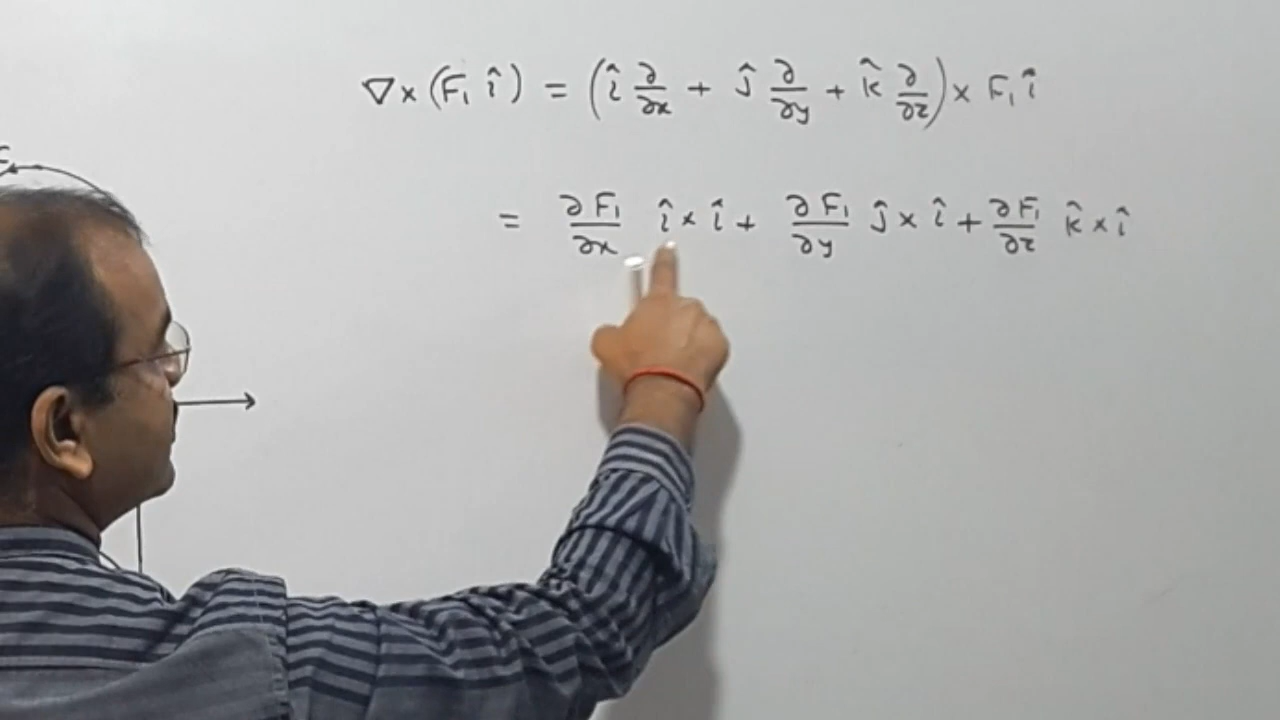 ∇ × (F₁ î) = (î ∂/∂x + ĵ ∂/∂y + k̂ ∂/∂z) × F₁ î
C
= ∂F₁/∂x î × î + ∂F₁/∂y ĵ × î + ∂F₁/∂z k̂ × î